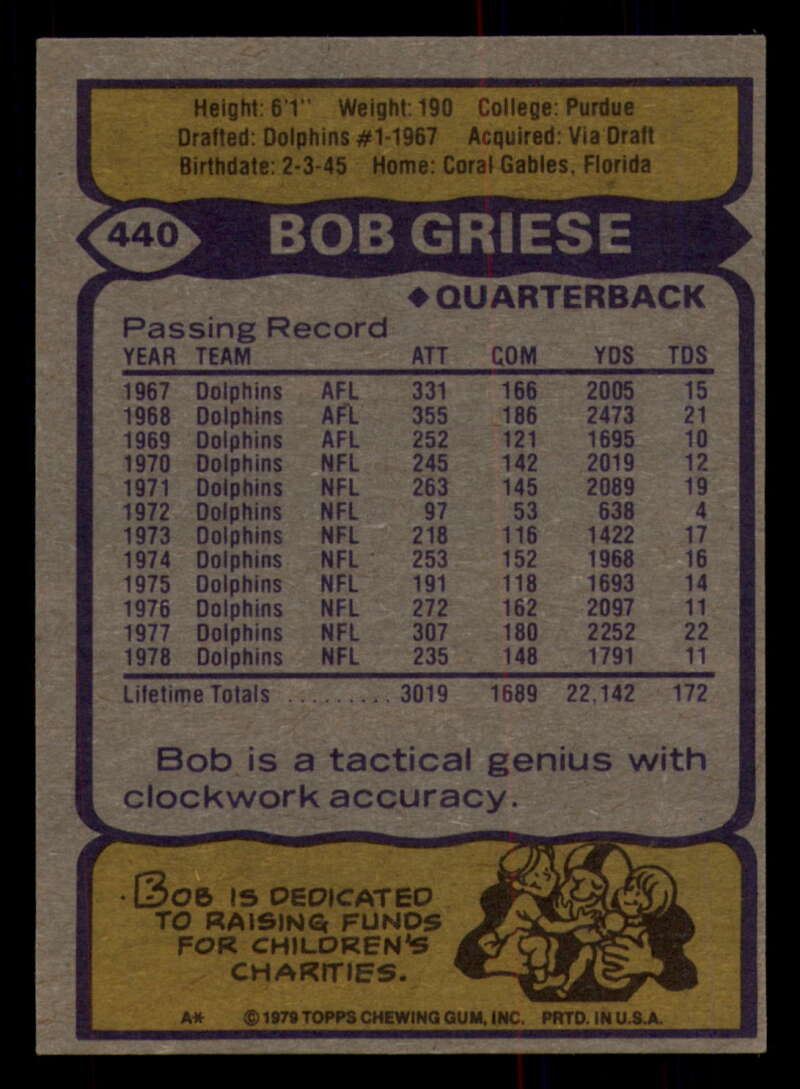 Height: 6'1" Weight: 190 College: Purdue
Drafted: Dolphins #1-1967 Acquired: Via Draft
Birthdate: 2-3-45 Home: Coral Gables, Florida
440 BOB GRIESE
♦ QUARTERBACK
Passing Record
YEAR TEAM ATT COM YDS TDS
1967 Dolphins AFL 331 166 2005 15
1968 Dolphins AFL 355 186 2473 21
1969 Dolphins AFL 252 121 1695 10
1970 Dolphins NFL 245 142 2019 12
1971 Dolphins NFL 263 145 2089 19
1972 Dolphins NFL 97 53 638 4
1973 Dolphins NFL 218 116 1422 17
1974 Dolphins NFL 253 152 1968 16
1975 Dolphins NFL 191 118 1693 14
1976 Dolphins NFL 272 162 2097 11
1977 Dolphins NFL 307 180 2252 22
1978 Dolphins NFL 235 148 1791 11
Lifetime Totals .......... 3019 1689 22,142 172
Bob is a tactical genius with
clockwork accuracy.
BOB IS DEDICATED
TO RAISING FUNDS
FOR CHILDREN'S
CHARITIES.
A* © 1979 TOPPS CHEWING GUM, INC. PRTD. IN U.S.A.